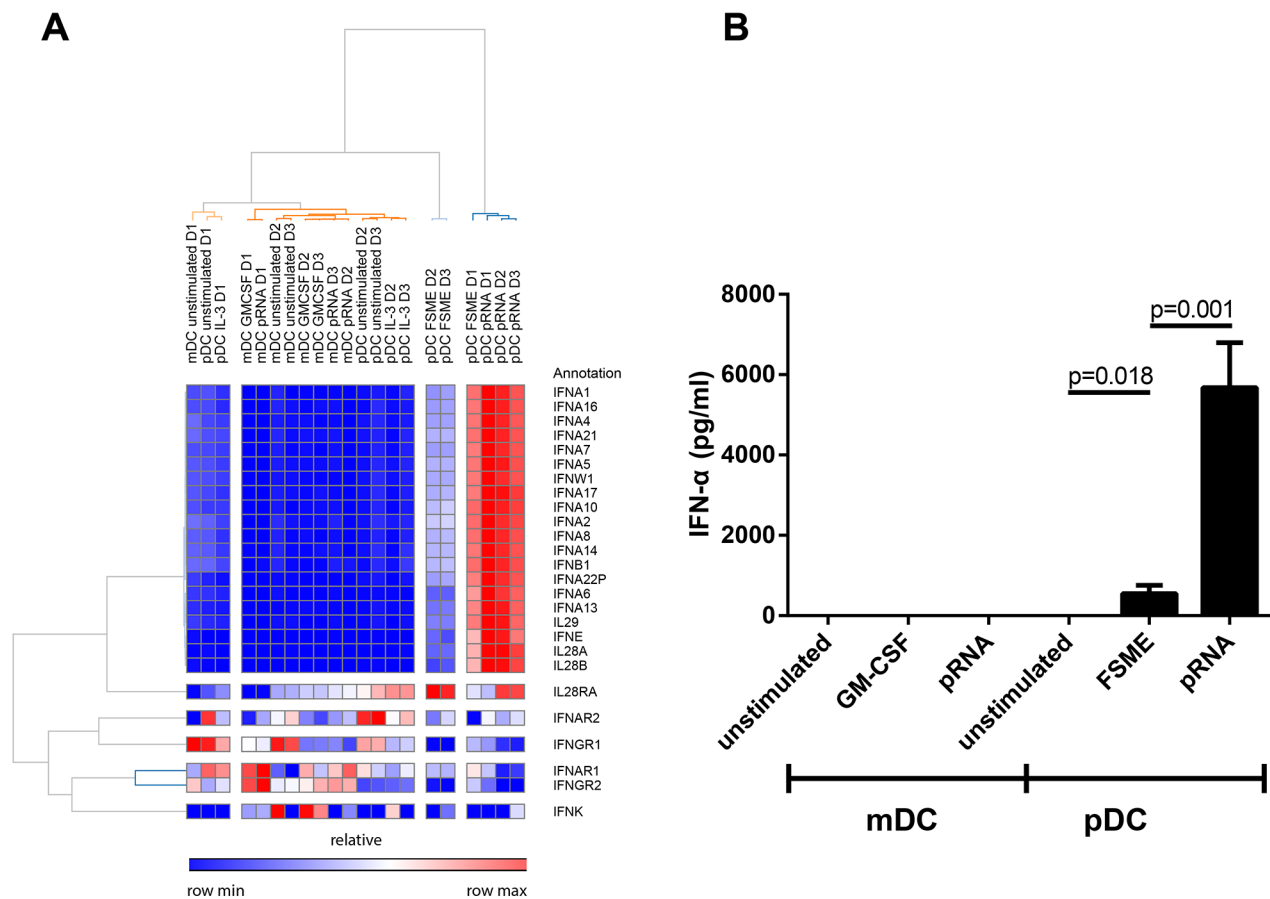 A
B
mDC unstimulated D1
pDC unstimulated D1
pDC IL-3 D1
mDC GMCSF D1
mDC pRNA D1
mDC unstimulated D2
mDC unstimulated D3
mDC GMCSF D2
mDC GMCSF D3
mDC pRNA D3
mDC pRNA D2
pDC unstimulated D2
pDC unstimulated D3
pDC IL-3 D2
pDC IL-3 D3
pDC FSME D2
pDC FSME D3
pDC FSME D1
pDC pRNA D1
pDC pRNA D2
pDC pRNA D3
Annotation
IFNA1
IFNA16
IFNA4
IFNA21
IFNA7
IFNA5
IFNW1
IFNA17
IFNA10
IFNA2
IFNA8
IFNA14
IFNB1
IFNA22P
IFNA6
IFNA13
IL29
IFNE
IL28A
IL28B
IL28RA
IFNAR2
IFNGR1
IFNAR1
IFNGR2
IFNK
relative
row min
row max
IFN-α (pg/ml)
8000
6000
4000
2000
0
p=0.018
p=0.001
unstimulated
GM-CSF
pRNA
unstimulated
FSME
pRNA
mDC
pDC